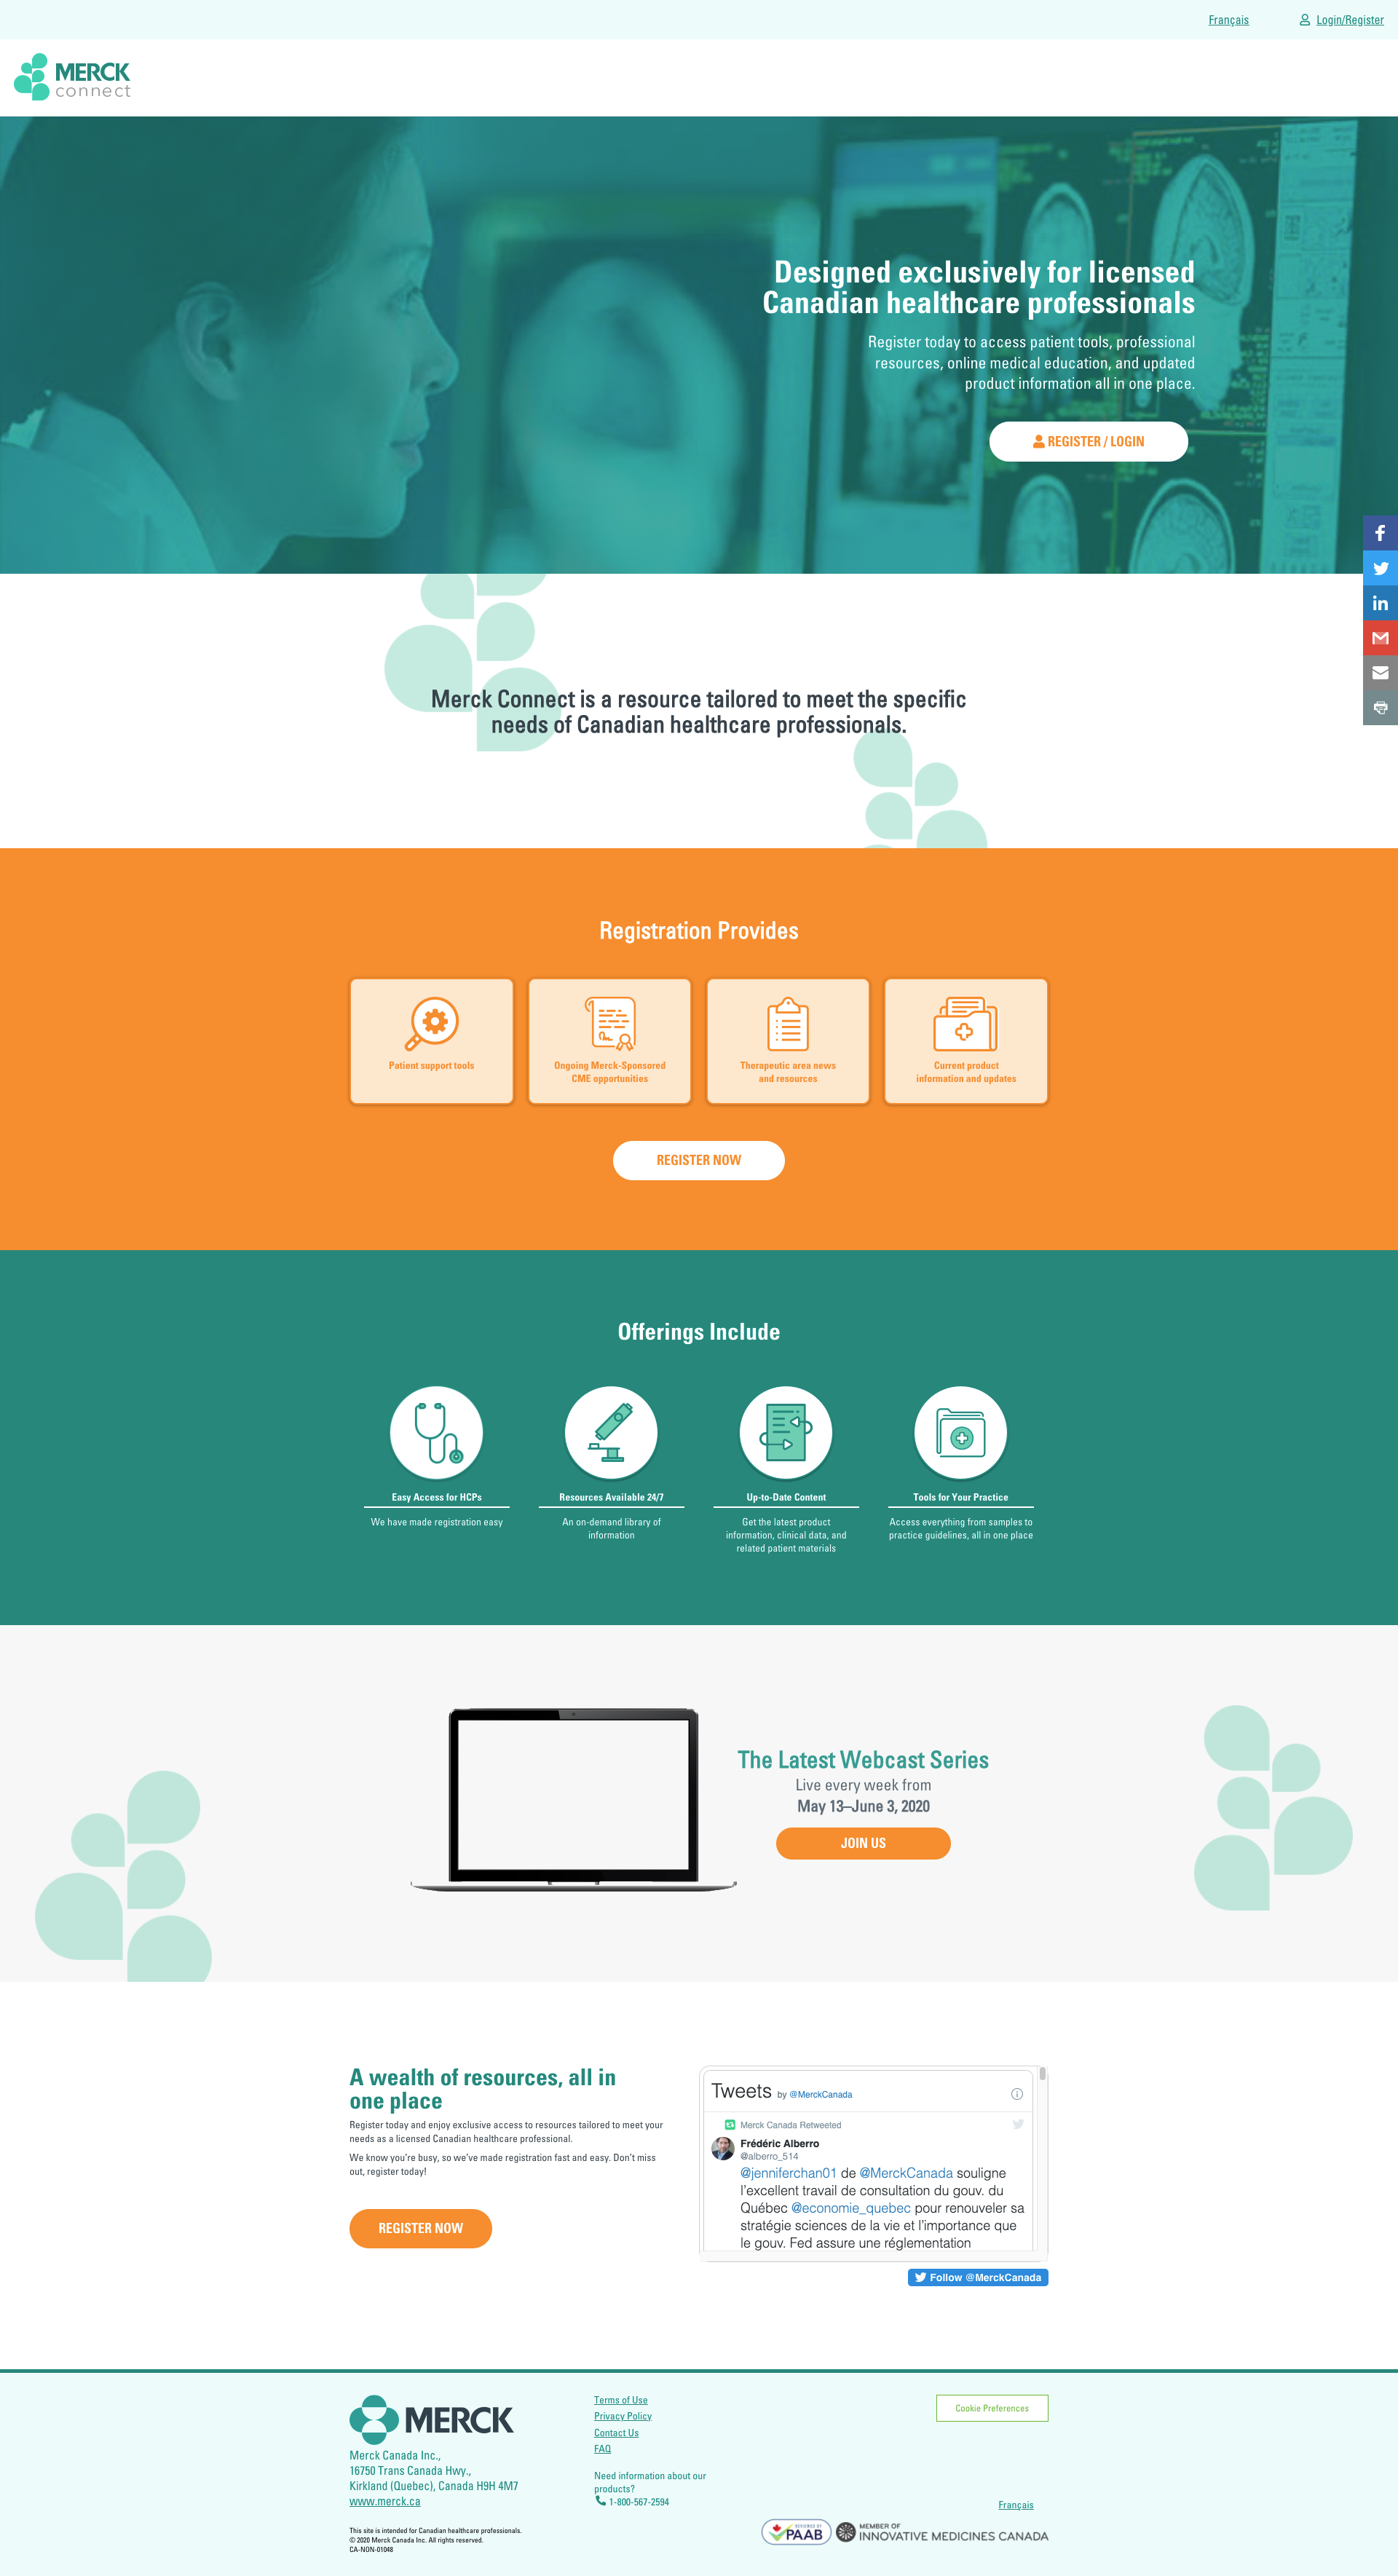 Français
Login/Register
MERCK
connect
Designed exclusively for licensed
Canadian healthcare professionals
Register today to access patient tools, professional
resources, online medical education, and updated
product information all in one place.
REGISTER / LOGIN
Merck Connect is a resource tailored to meet the specific
needs of Canadian healthcare professionals.
Registration Provides
Patient support tools
Ongoing Merck-Sponsored
CME opportunities
Therapeutic area news
and resources
Current product
information and updates
REGISTER NOW
Offerings Include
Easy Access for HCPs
We have made registration easy
Resources Available 24/7
An on-demand library of
information
Up-to-Date Content
Get the latest product
information, clinical data, and
related patient materials
Tools for Your Practice
Access everything from samples to
practice guidelines, all in one place
The Latest Webcast Series
Live every week from
May 13–June 3, 2020
JOIN US
A wealth of resources, all in
one place
Register today and enjoy exclusive access to resources tailored to meet your
needs as a licensed Canadian healthcare professional.
We know you're busy, so we've made registration fast and easy. Don't miss
out, register today!
REGISTER NOW
Tweets by @MerckCanada
Merck Canada Retweeted
Frédéric Alberro
@alberro_514
@jenniferchan01 de @MerckCanada souligne
l'excellent travail de consultation du gouv. du
Québec @economie_quebec pour renouveler sa
stratégie sciences de la vie et l'importance que
le gouv. Fed assure une réglementation
Follow @MerckCanada
MERCK
Merck Canada Inc.,
16750 Trans Canada Hwy.,
Kirkland (Quebec), Canada H9H 4M7
www.merck.ca
This site is intended for Canadian healthcare professionals.
© 2020 Merck Canada Inc. All rights reserved.
CA-NON-01048
Terms of Use
Privacy Policy
Contact Us
FAQ
Need information about our
products?
1-800-567-2594
Cookie Preferences
Français
REVIEWED BY
PAAB
MEMBER OF
INNOVATIVE MEDICINES CANADA